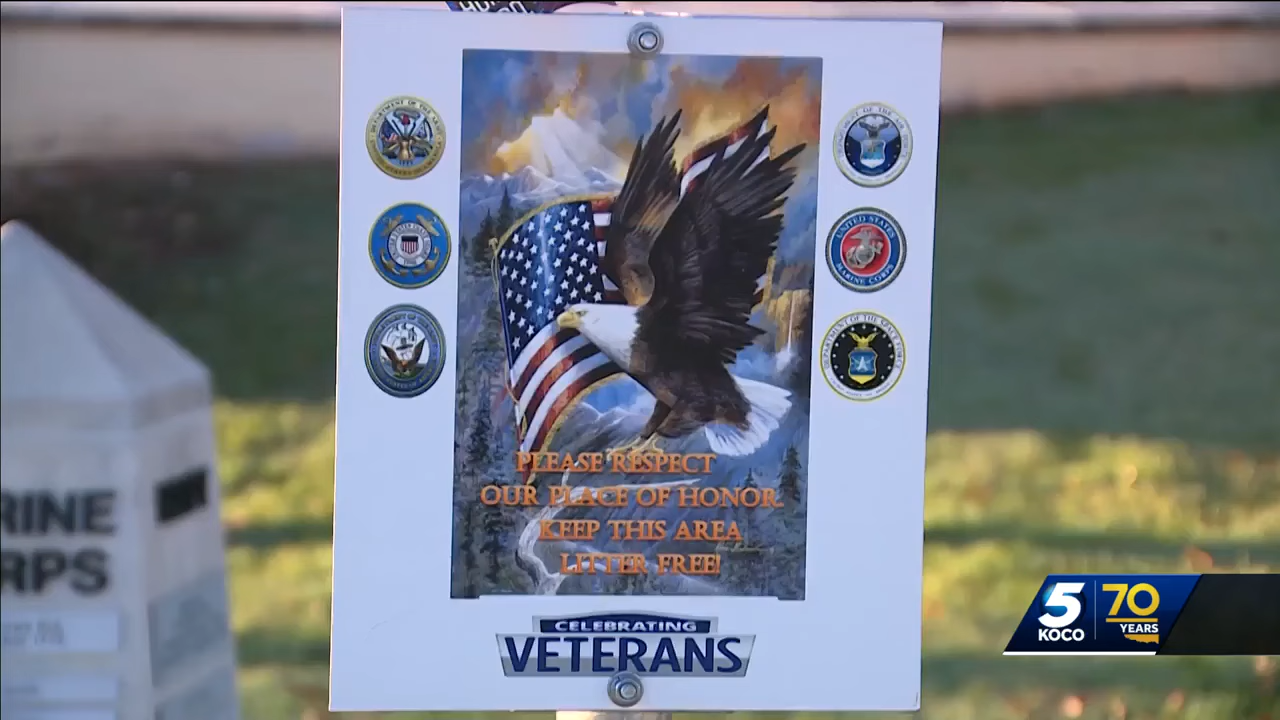 UNITED STATES
MARINE CORPS
PLEASE RESPECT
OUR PLACE OF HONOR.
KEEP THIS AREA
LITTER FREE!
CELEBRATING
VETERANS
RINE
RPS
5
KOCO
70
YEARS